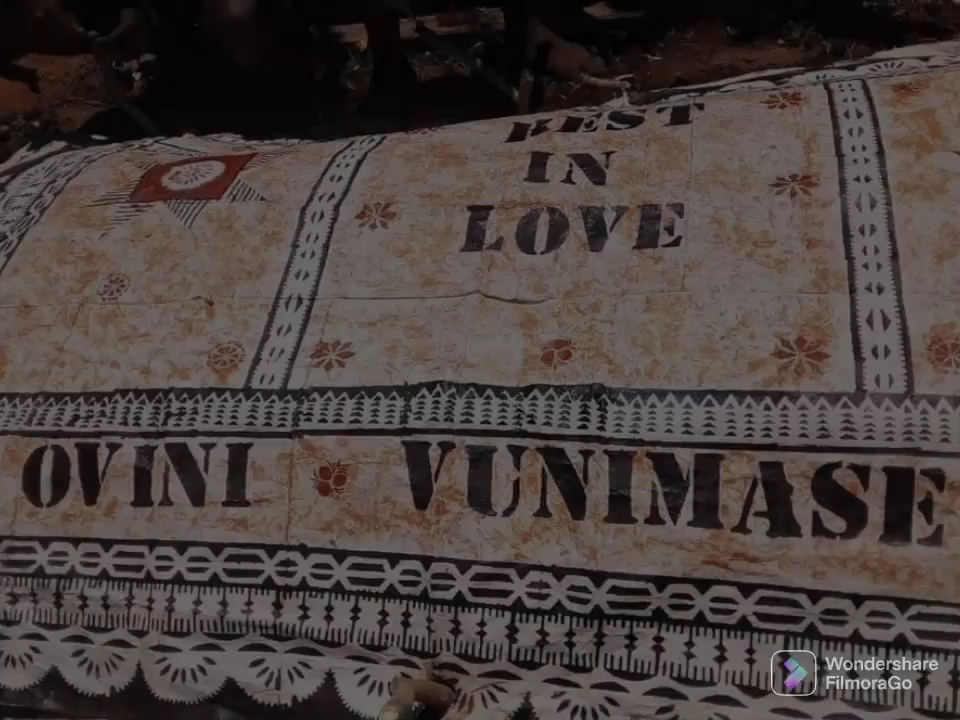 REST
IN
LOVE
OVINI VUNIMASE
Wondershare
FilmoraGo